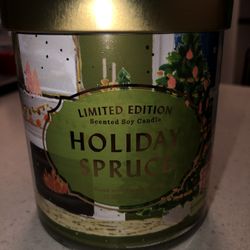 LIMITED EDITION
Scented Soy Candle
HOLIDAY
SPRUCE